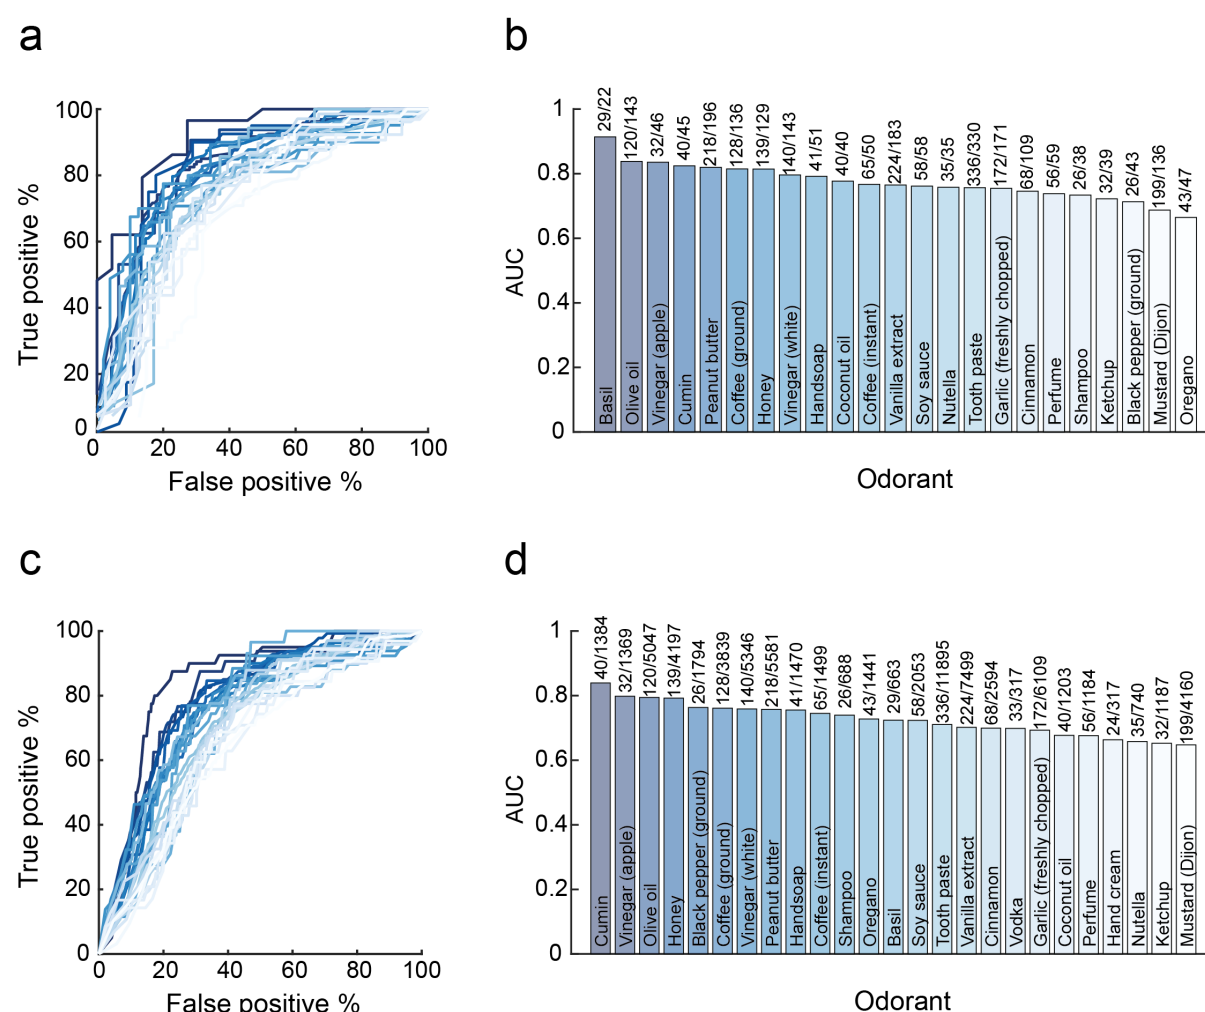 a
b
100
80
60
40
20
0
True positive %
0 20 40 60 80 100
False positive %
1
0.8
0.6
0.4
0.2
0
AUC
29/22
120/143
32/46
40/45
218/196
128/136
139/129
140/143
41/51
40/40
65/50
224/183
58/58
35/35
336/330
172/171
68/109
56/59
26/38
32/39
26/43
199/136
43/47
Basil
Olive oil
Vinegar (apple)
Cumin
Peanut butter
Coffee (ground)
Honey
Vinegar (white)
Handsoap
Coconut oil
Coffee (instant)
Vanilla extract
Soy sauce
Nutella
Tooth paste
Garlic (freshly chopped)
Cinnamon
Perfume
Shampoo
Ketchup
Black pepper (ground)
Mustard (Dijon)
Oregano
Odorant
c
d
100
80
60
40
20
0
True positive %
0 20 40 60 80 100
False positive %
1
0.8
0.6
0.4
0.2
0
AUC
40/1384
32/1369
120/5047
139/4197
26/1794
128/3839
140/5346
218/5581
41/1470
65/1499
26/688
43/1441
29/663
58/2053
336/11895
224/7499
68/2594
33/317
172/6109
40/1203
56/1184
24/317
35/740
32/1187
199/4160
Cumin
Vinegar (apple)
Olive oil
Honey
Black pepper (ground)
Coffee (ground)
Vinegar (white)
Peanut butter
Handsoap
Coffee (instant)
Shampoo
Oregano
Basil
Soy sauce
Tooth paste
Vanilla extract
Cinnamon
Vodka
Garlic (freshly chopped)
Coconut oil
Perfume
Hand cream
Nutella
Ketchup
Mustard (Dijon)
Odorant